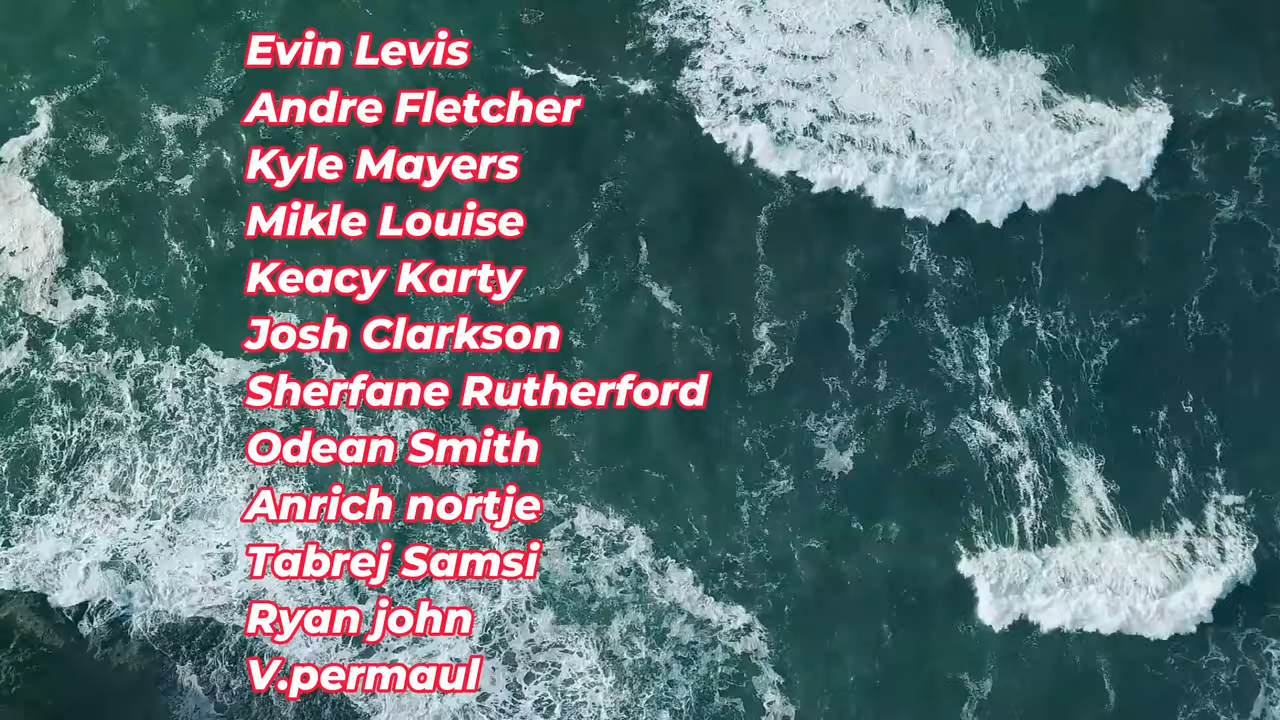 Evin Levis
Andre Fletcher
Kyle Mayers
Mikle Louise
Keacy Karty
Josh Clarkson
Sherfane Rutherford
Odean Smith
Anrich nortje
Tabrej Samsi
Ryan john
V.permaul